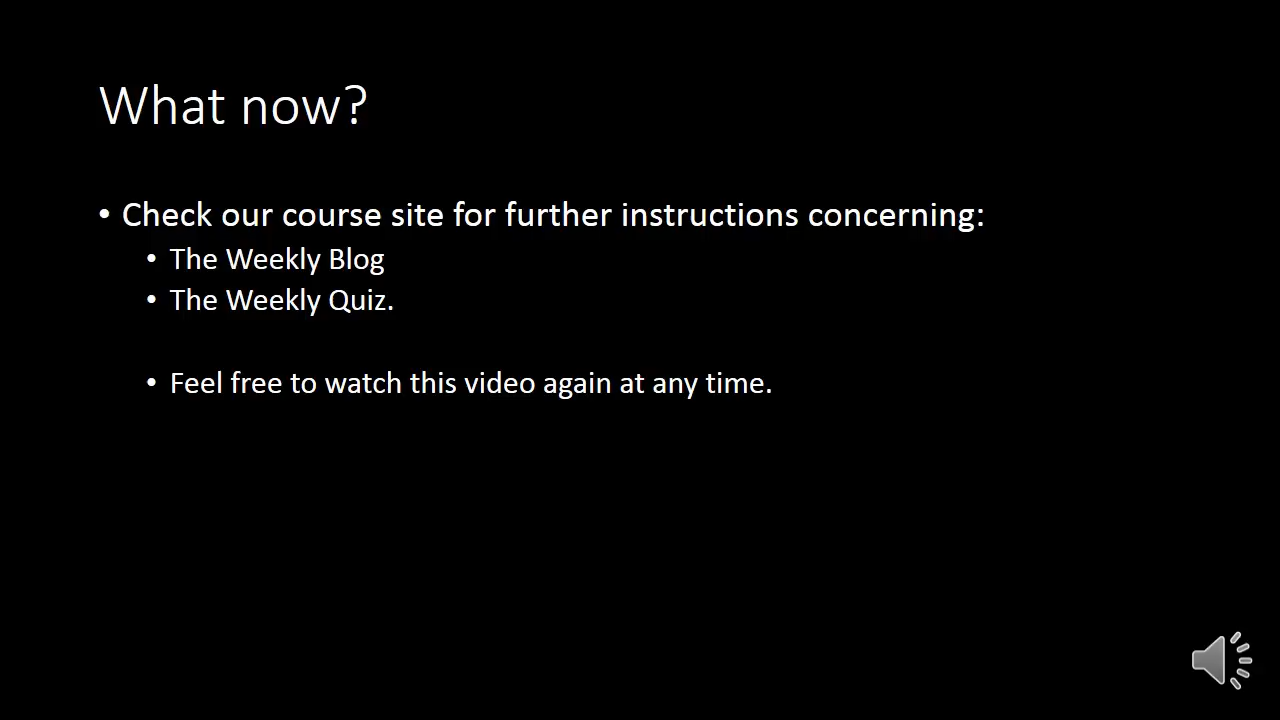 What now?
• Check our course site for further instructions concerning:
• The Weekly Blog
• The Weekly Quiz.
• Feel free to watch this video again at any time.